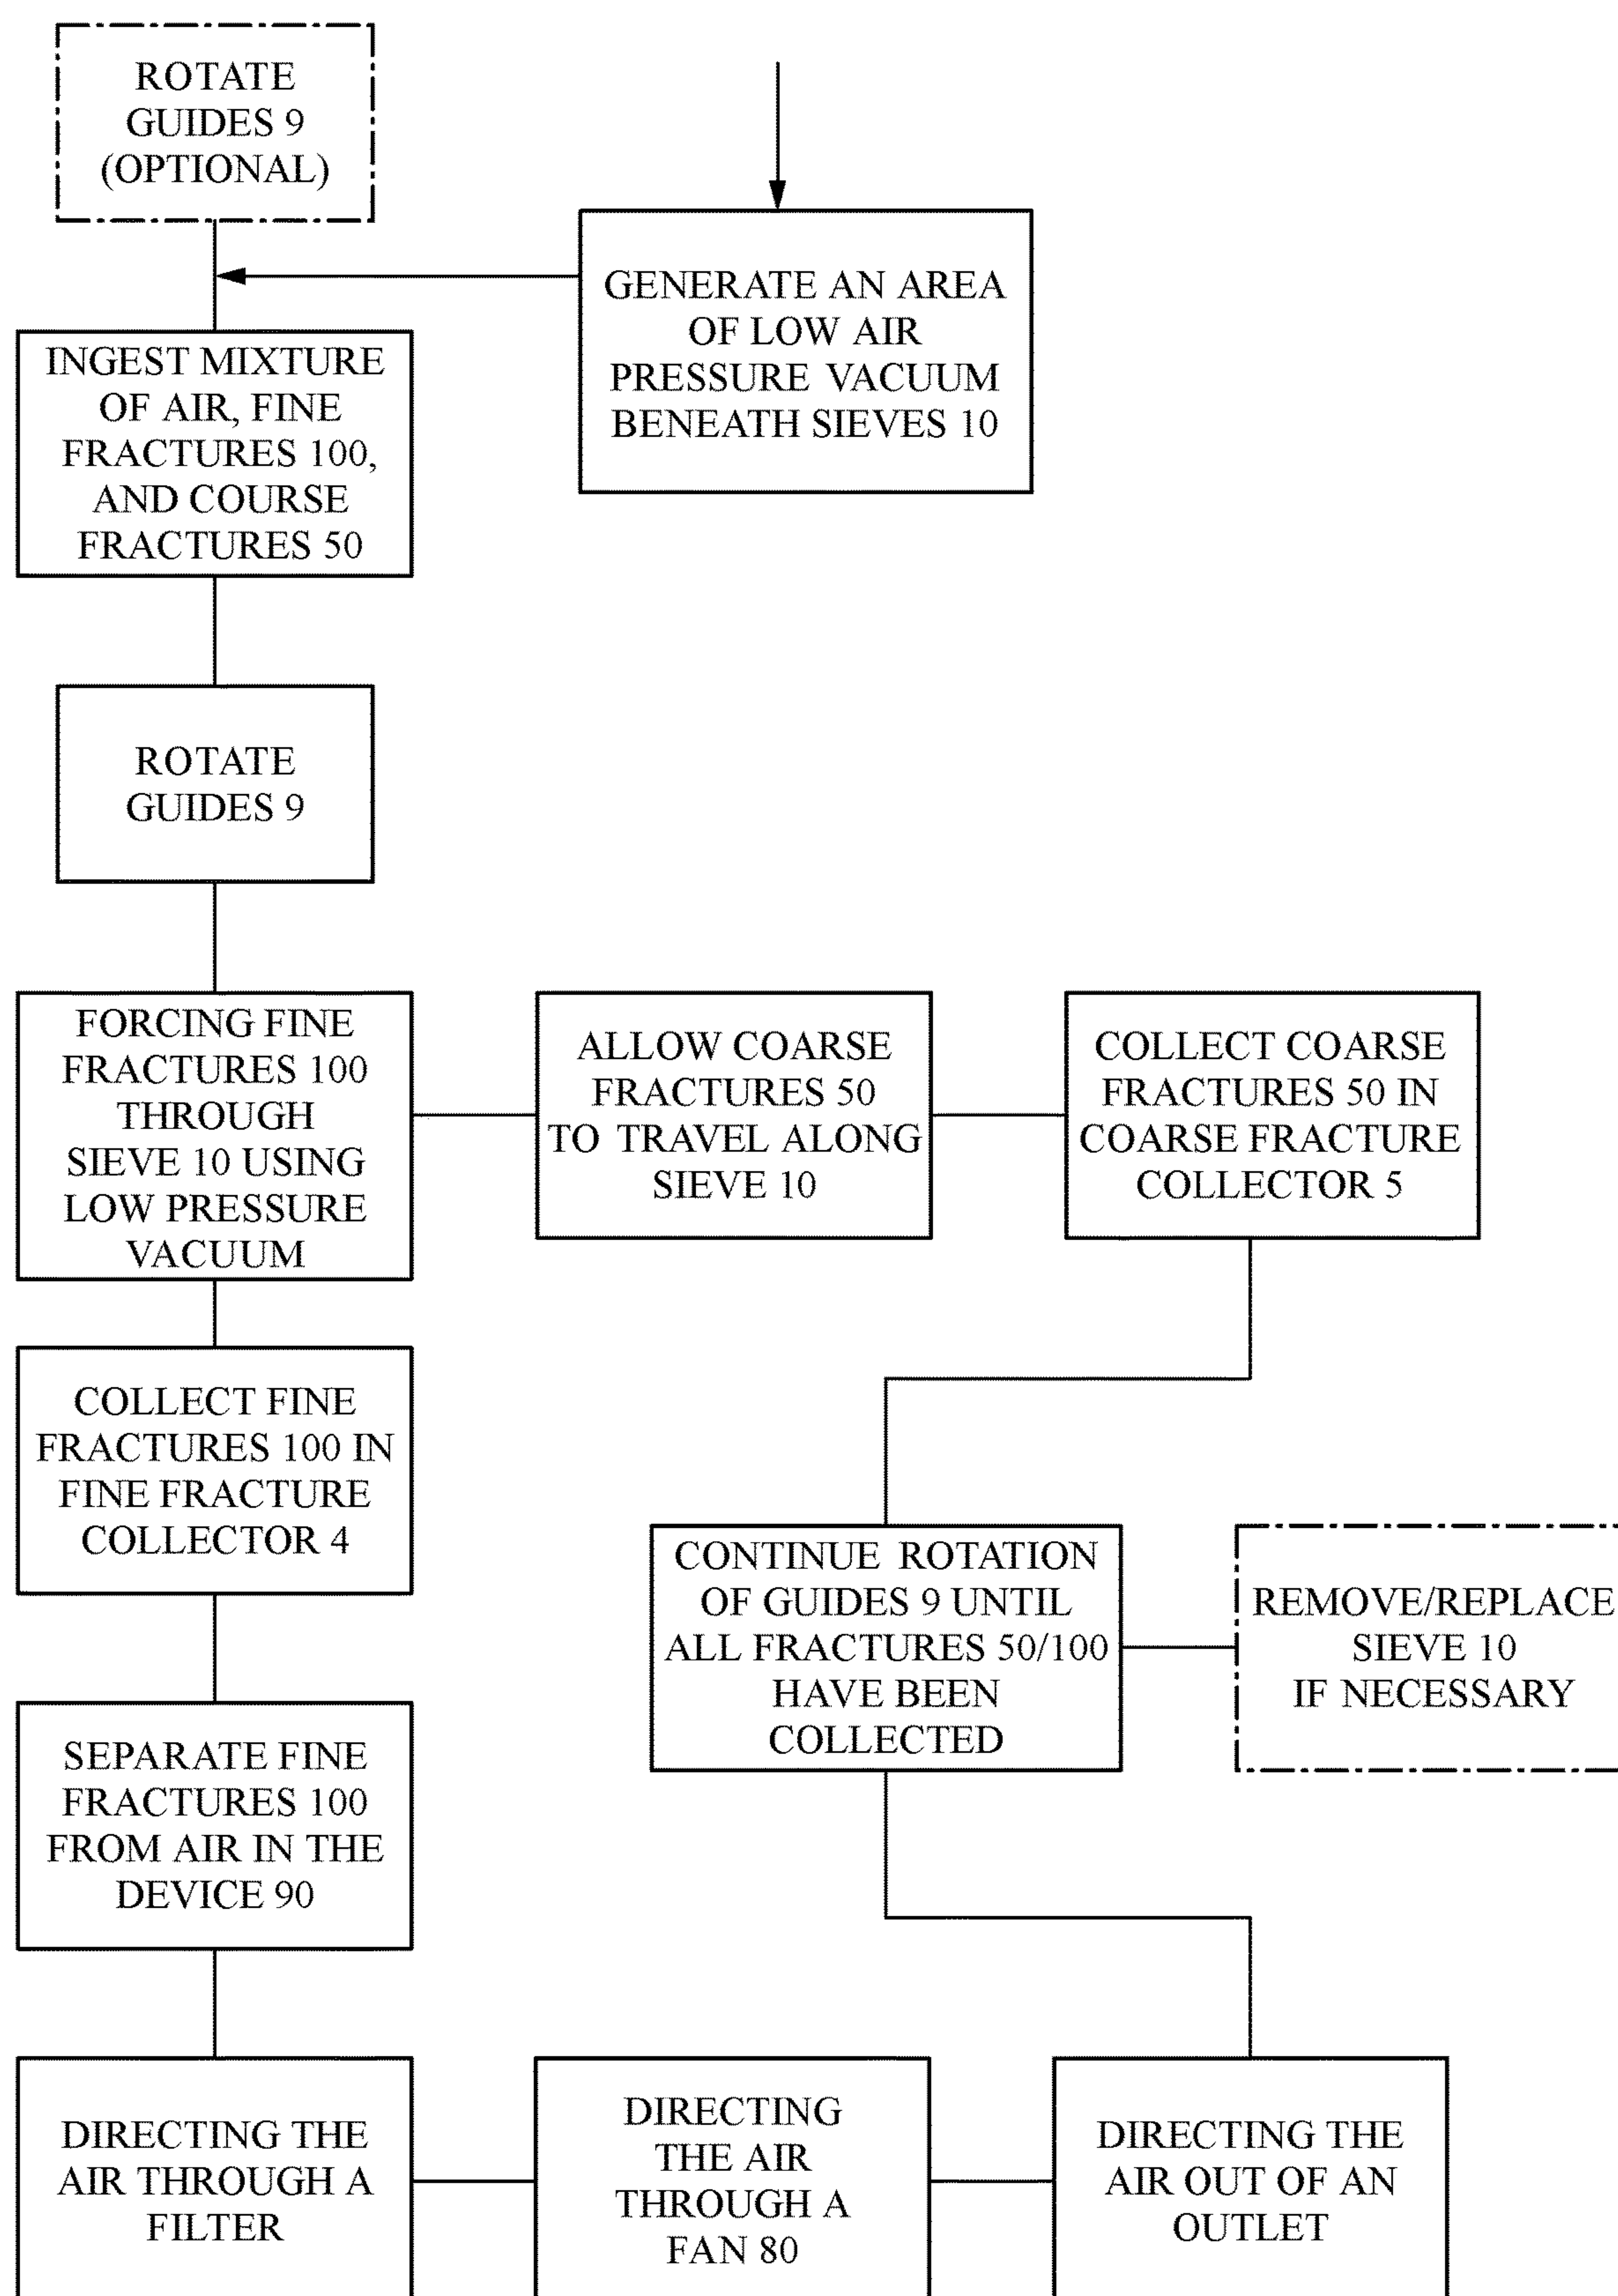 ROTATE
GUIDES 9
(OPTIONAL)
GENERATE AN AREA
OF LOW AIR
PRESSURE VACUUM
BENEATH SIEVES 10
INGEST MIXTURE
OF AIR, FINE
FRACTURES 100,
AND COURSE
FRACTURES 50
ROTATE
GUIDES 9
FORCING FINE
FRACTURES 100
THROUGH
SIEVE 10 USING
LOW PRESSURE
VACUUM
ALLOW COARSE
FRACTURES 50
TO TRAVEL ALONG
SIEVE 10
COLLECT COARSE
FRACTURES 50 IN
COARSE FRACTURE
COLLECTOR 5
COLLECT FINE
FRACTURES 100 IN
FINE FRACTURE
COLLECTOR 4
CONTINUE ROTATION
OF GUIDES 9 UNTIL
ALL FRACTURES 50/100
HAVE BEEN
COLLECTED
REMOVE/REPLACE
SIEVE 10
IF NECESSARY
SEPARATE FINE
FRACTURES 100
FROM AIR IN THE
DEVICE 90
DIRECTING THE
AIR THROUGH A
FILTER
DIRECTING
THE AIR
THROUGH A
FAN 80
DIRECTING THE
AIR OUT OF AN
OUTLET